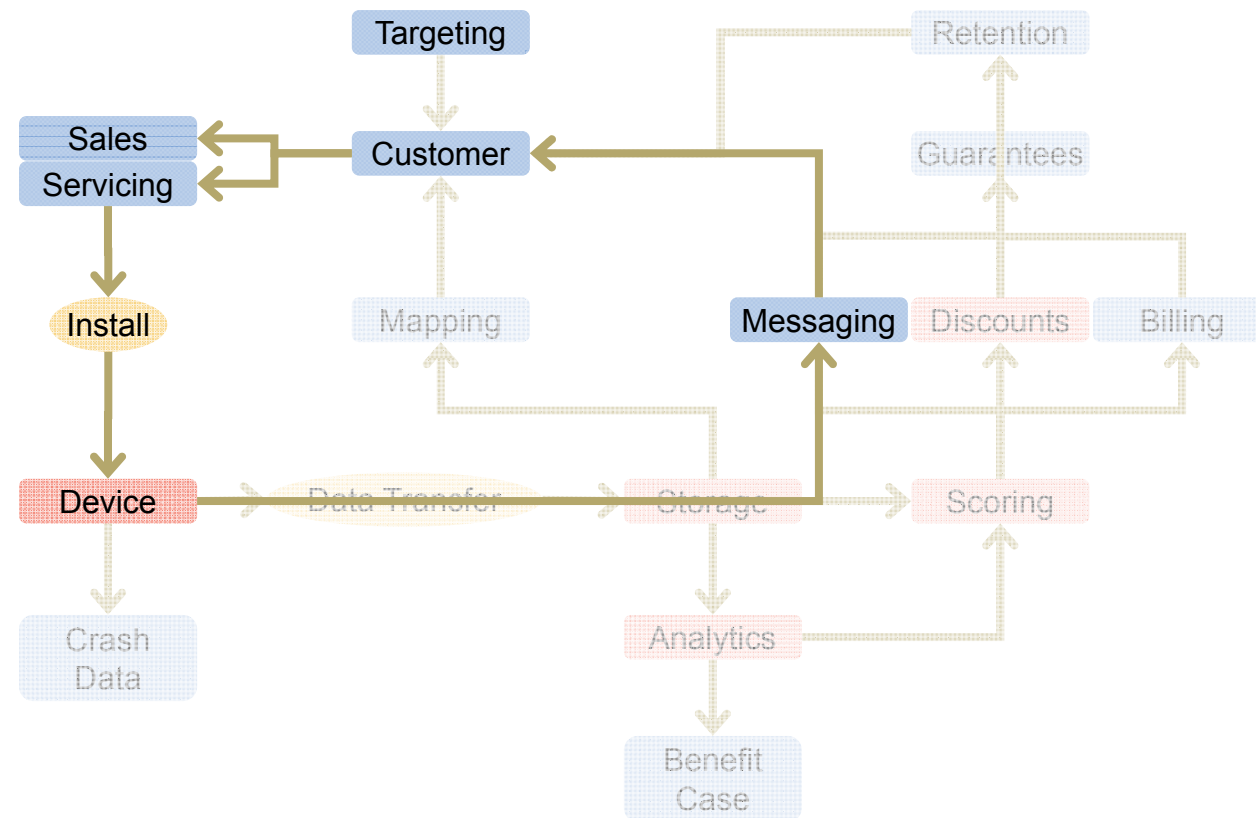 Targeting
Retention
Sales
Customer
Guarantees
Servicing
Install
Mapping
Messaging
Discounts
Billing
Device
Data Transfer
Storage
Scoring
Crash
Data
Analytics
Benefit
Case